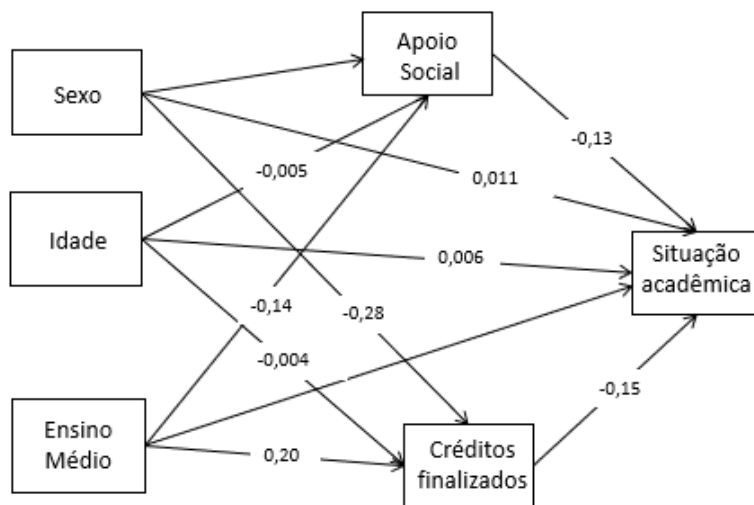 Apoio
Social
Sexo
-0,13
-0,005
0,011
Idade
0,006
Situação
acadêmica
-0,14
-0,28
-0,004
-0,15
Ensino
Médio
0,20
Créditos
finalizados